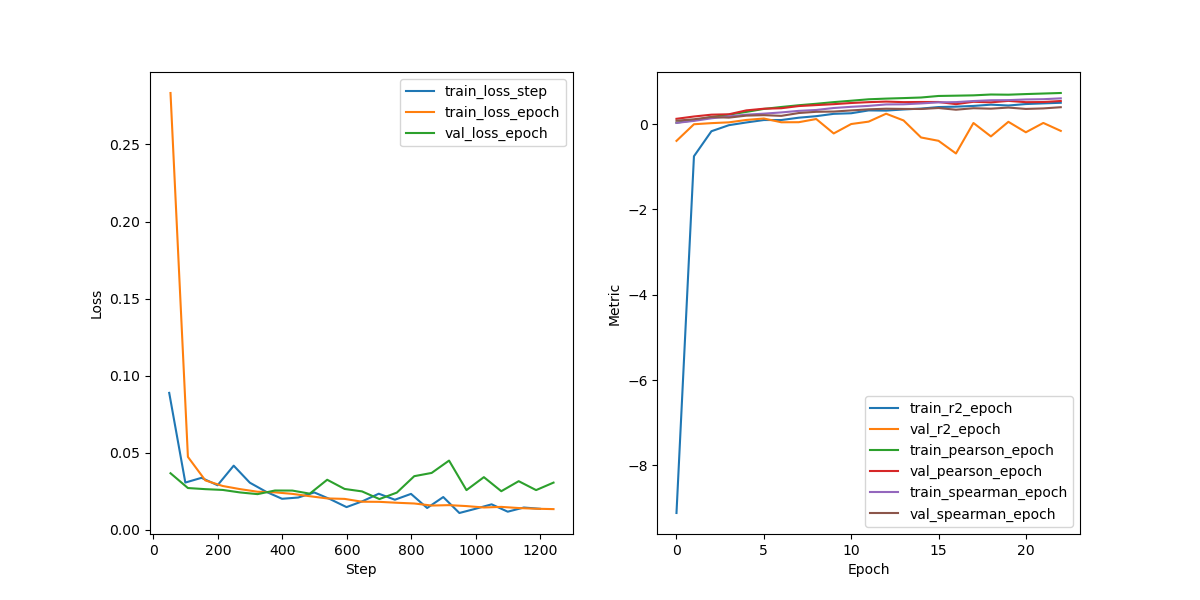 train_loss_step
train_loss_epoch
val_loss_epoch
0.25
0.20
0.15
0.10
0.05
0.00
Loss
0
200
400
600
800
1000
1200
Step
0
−2
−4
−6
−8
Metric
train_r2_epoch
val_r2_epoch
train_pearson_epoch
val_pearson_epoch
train_spearman_epoch
val_spearman_epoch
0
5
10
15
20
Epoch